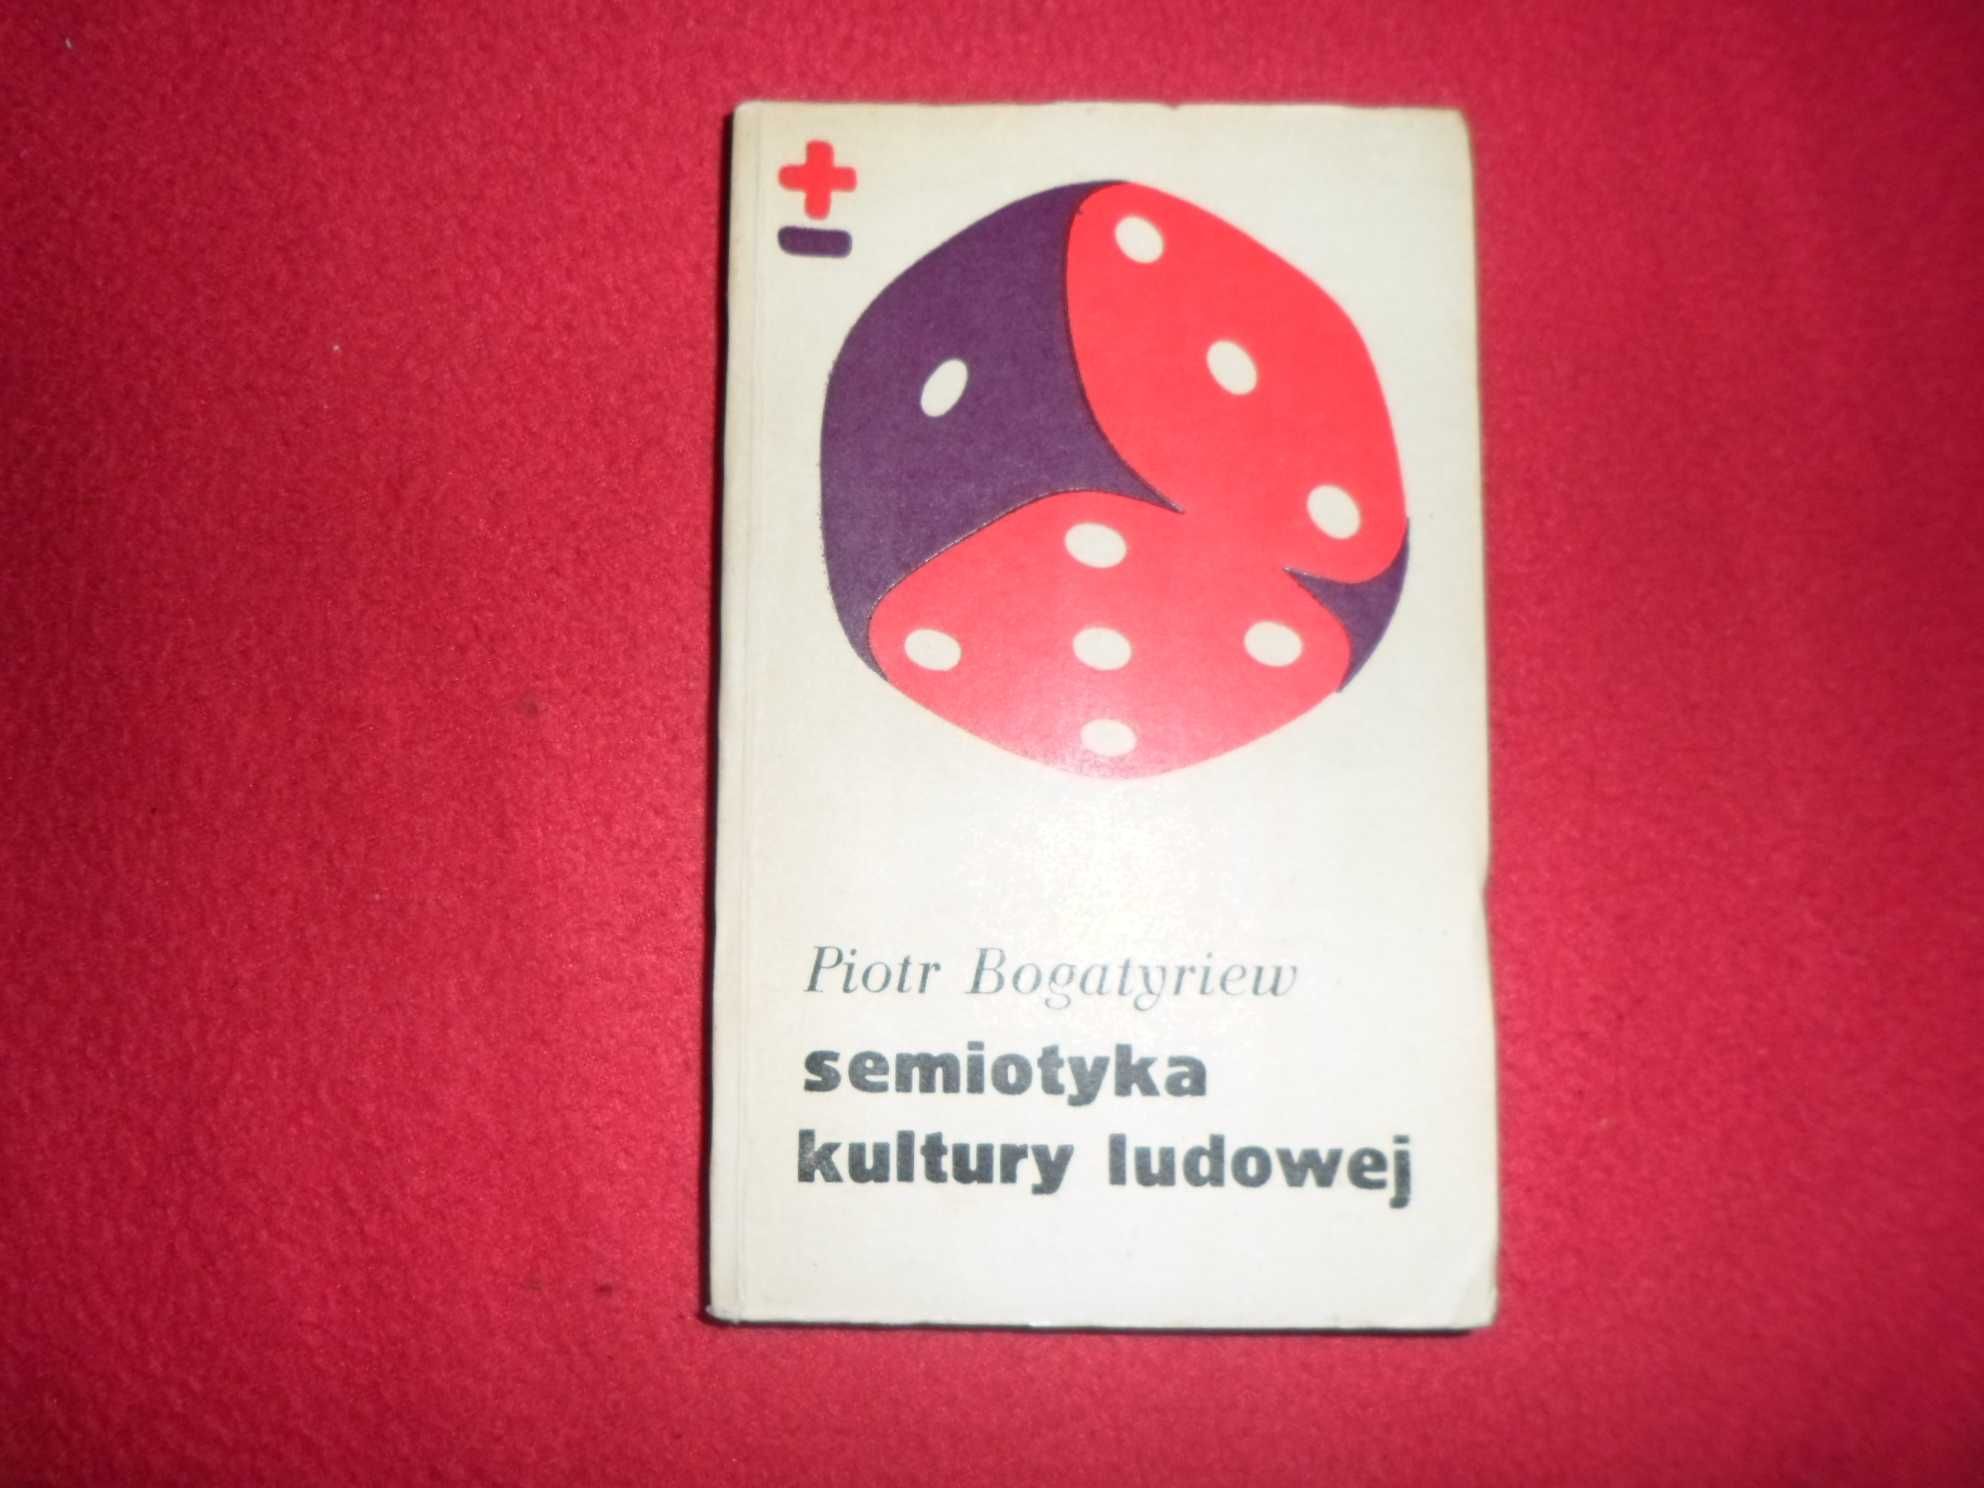 ±
Piotr Bogatyriew
semiotyka
kultury ludowej